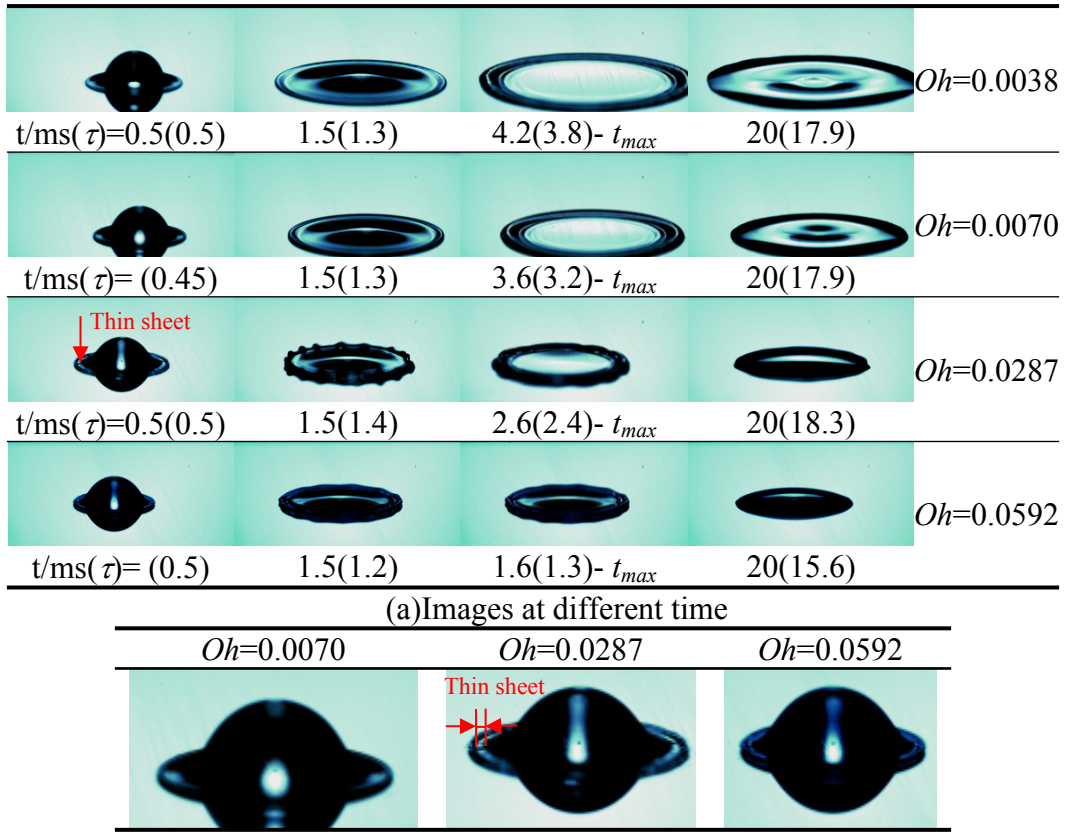 Oh=0.0038
t/ms(τ)=0.5(0.5) 1.5(1.3) 4.2(3.8)- tmax 20(17.9)
Oh=0.0070
t/ms(τ)= (0.45) 1.5(1.3) 3.6(3.2)- tmax 20(17.9)
Thin sheet
Oh=0.0287
t/ms(τ)=0.5(0.5) 1.5(1.4) 2.6(2.4)- tmax 20(18.3)
Oh=0.0592
t/ms(τ)= (0.5) 1.5(1.2) 1.6(1.3)- tmax 20(15.6)
(a)Images at different time
Oh=0.0070 Oh=0.0287 Oh=0.0592
Thin sheet